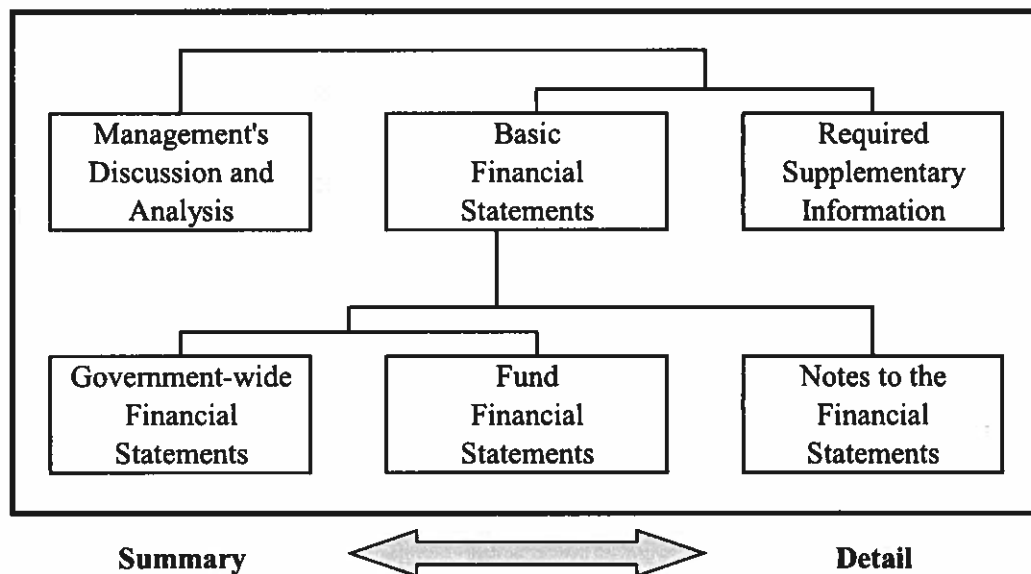 Management's
Discussion and
Analysis
Basic
Financial
Statements
Required
Supplementary
Information
Government-wide
Financial
Statements
Fund
Financial
Statements
Notes to the
Financial
Statements
Summary
Detail